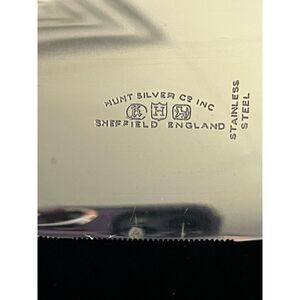 HUNT SILVER CO INC
H
SHEFFIELD ENGLAND
STAINLESS
STEEL